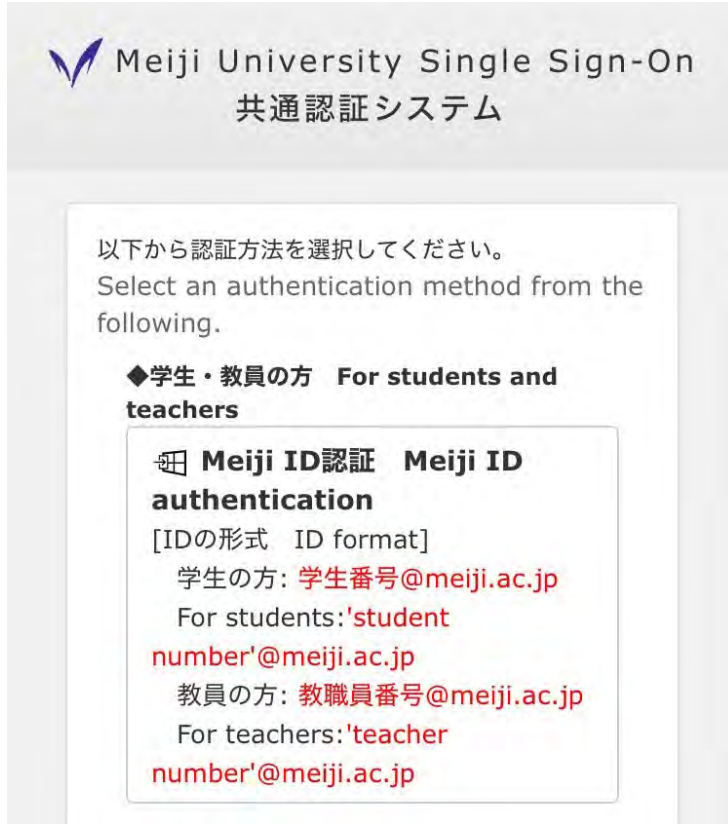 Meiji University Single Sign-On
共通認証システム
以下から認証方法を選択してください。
Select an authentication method from the
following.
◆学生・教員の方　For students and
teachers
Meiji ID認証　Meiji ID
authentication
[IDの形式　ID format]
学生の方: 学生番号@meiji.ac.jp
For students:'student
number'@meiji.ac.jp
教員の方: 教職員番号@meiji.ac.jp
For teachers:'teacher
number'@meiji.ac.jp